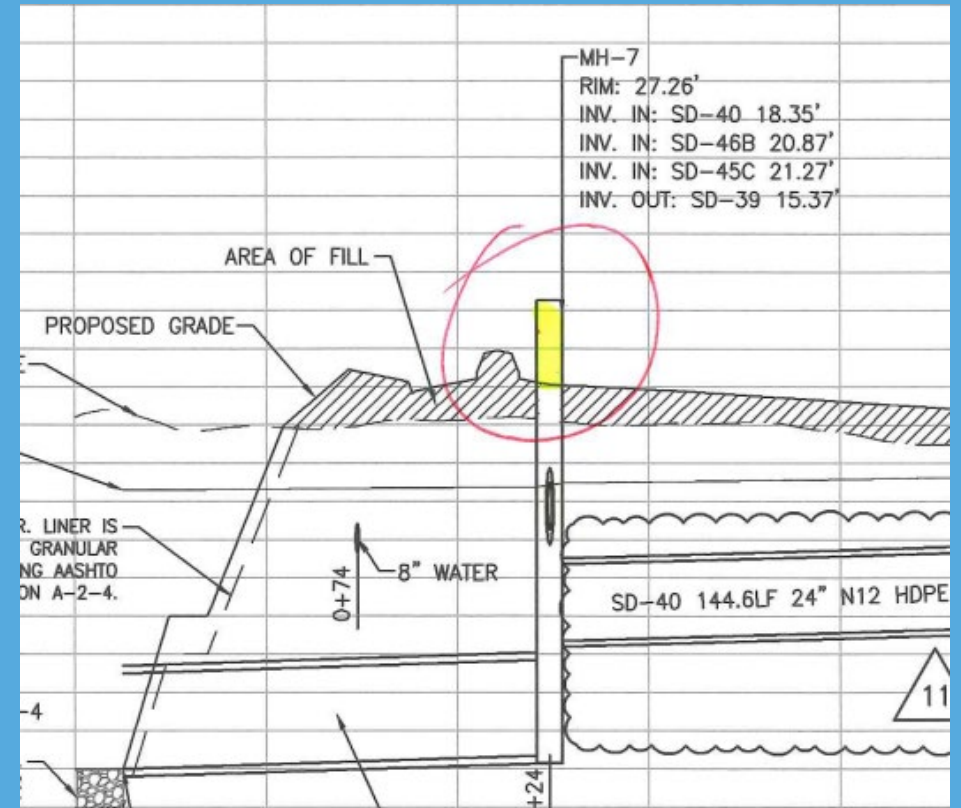 MH-7
RIM: 27.26'
INV. IN: SD-40 18.35'
INV. IN: SD-46B 20.87'
INV. IN: SD-45C 21.27'
INV. OUT: SD-39 15.37'
AREA OF FILL
PROPOSED GRADE
E
R. LINER IS
GRANULAR
NG AASHTO
ON A-2-4.
0+74
8" WATER
SD-40 144.6LF 24" N12 HDPE
11
-4
+24